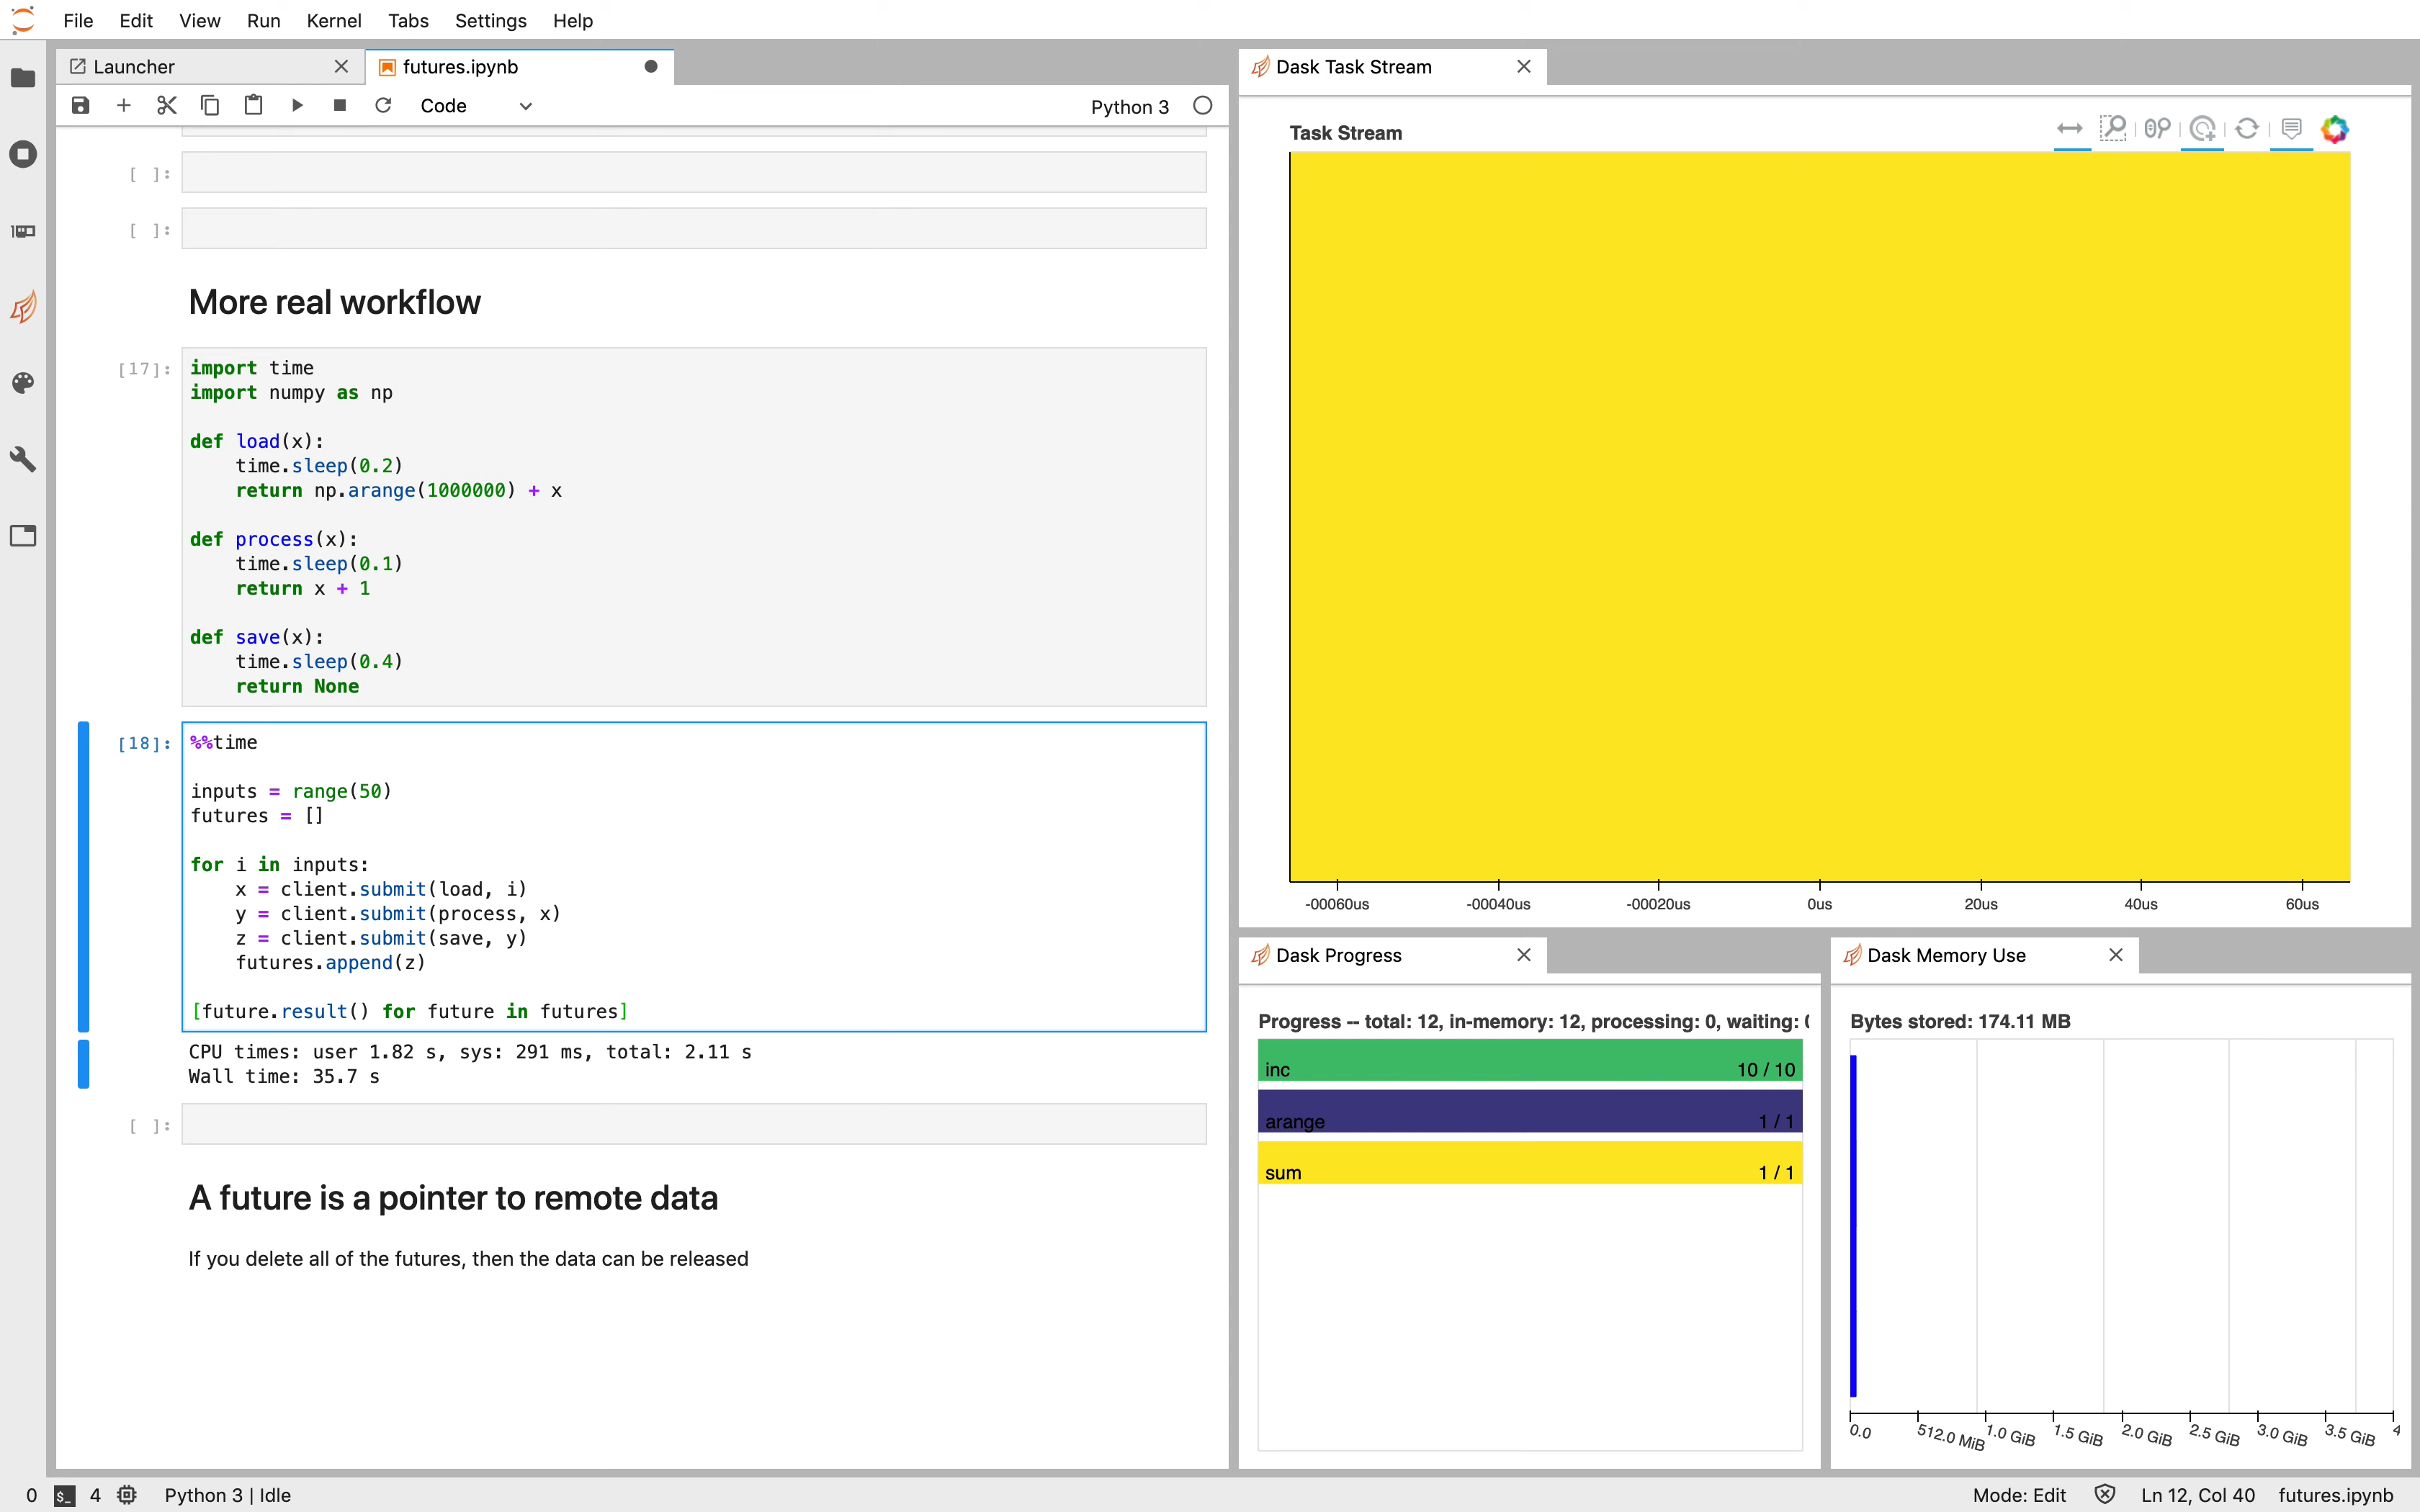 File Edit View Run Kernel Tabs Settings Help
Launcher
futures.ipynb
Code
Python 3
[ ]:
[ ]:
More real workflow
[17]:
import time
import numpy as np
def load(x):
    time.sleep(0.2)
    return np.arange(1000000) + x
def process(x):
    time.sleep(0.1)
    return x + 1
def save(x):
    time.sleep(0.4)
    return None
[18]:
%%time
inputs = range(50)
futures = []
for i in inputs:
    x = client.submit(load, i)
    y = client.submit(process, x)
    z = client.submit(save, y)
    futures.append(z)
[future.result() for future in futures]
CPU times: user 1.82 s, sys: 291 ms, total: 2.11 s
Wall time: 35.7 s
[ ]:
A future is a pointer to remote data
If you delete all of the futures, then the data can be released
Dask Task Stream
Task Stream
-00060us -00040us -00020us 0us 20us 40us 60us
Dask Progress
Progress -- total: 12, in-memory: 12, processing: 0, waiting:
inc 10 / 10
arange 1 / 1
sum 1 / 1
Dask Memory Use
Bytes stored: 174.11 MB
0.0 512.0 MiB 1.0 GiB 1.5 GiB 2.0 GiB 2.5 GiB 3.0 GiB 3.5 GiB 4
0 $_ 4 Python 3 | Idle
Mode: Edit Ln 12, Col 40 futures.ipynb